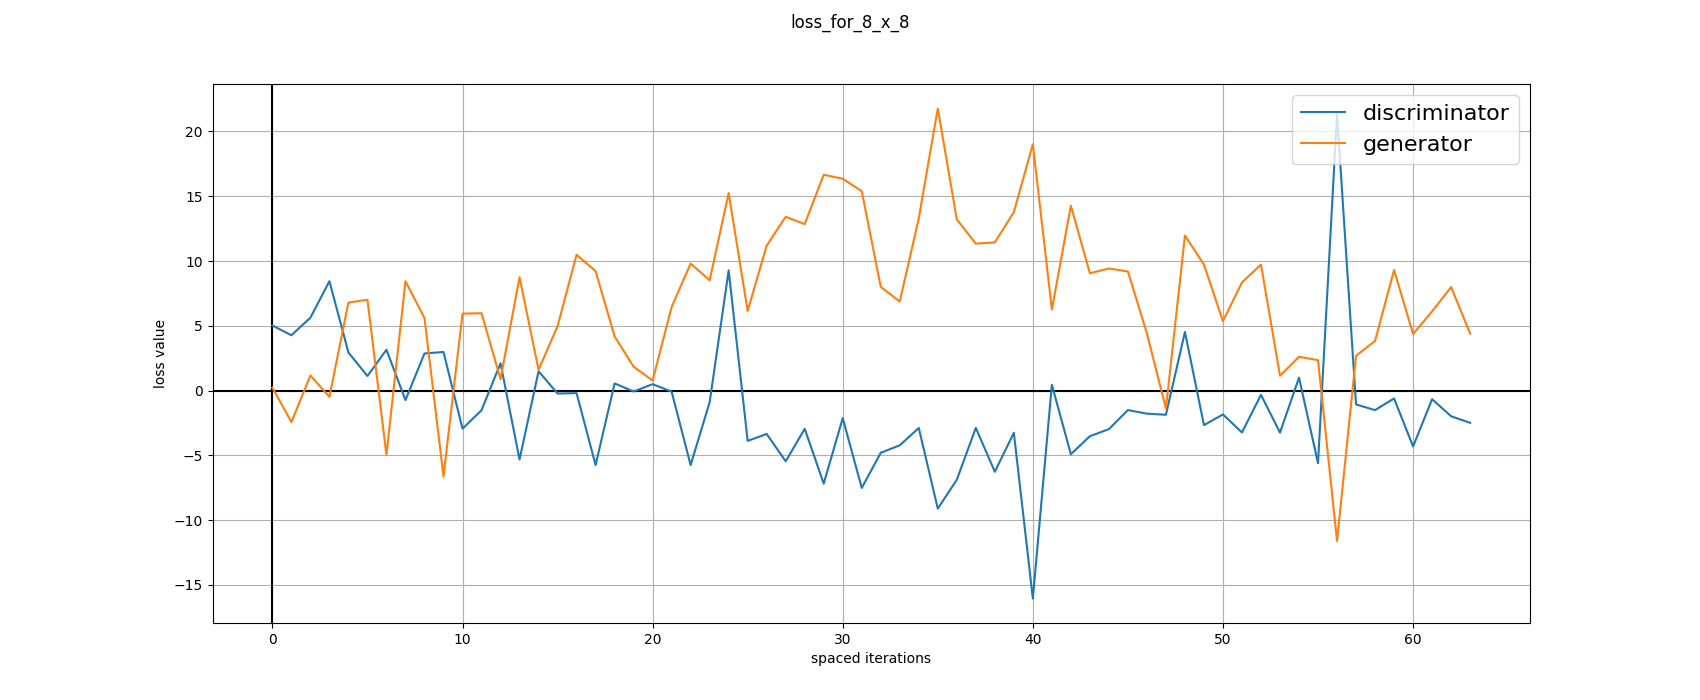 loss_for_8_x_8
discriminator
generator
20
15
10
5
0
−5
−10
−15
loss value
0 10 20 30 40 50 60
spaced iterations